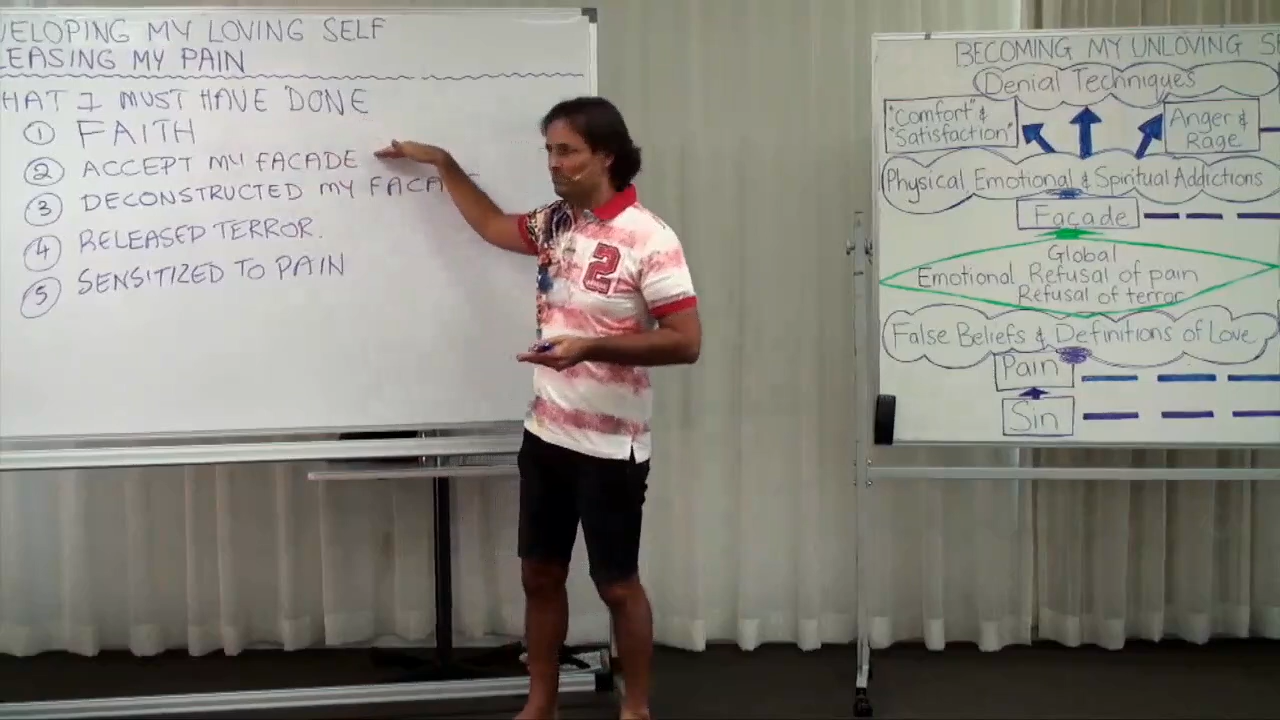 VELOPING MY LOVING SELF
LEASING MY PAIN
HAT I MUST HAVE DONE
1 FAITH
2 ACCEPT MY FACADE
3 DECONSTRUCTED MY FACA
4 RELEASED TERROR.
5 SENSITIZED TO PAIN
2
BECOMING MY UNLOVING S
Denial Techniques
"Comfort" &
"Satisfaction"
Anger &
Rage
Physical Emotional & Spiritual Addictions
Façade
Global
Emotional Refusal of pain
Refusal of terror
False Beliefs & Definitions of Love
Pain
Sin